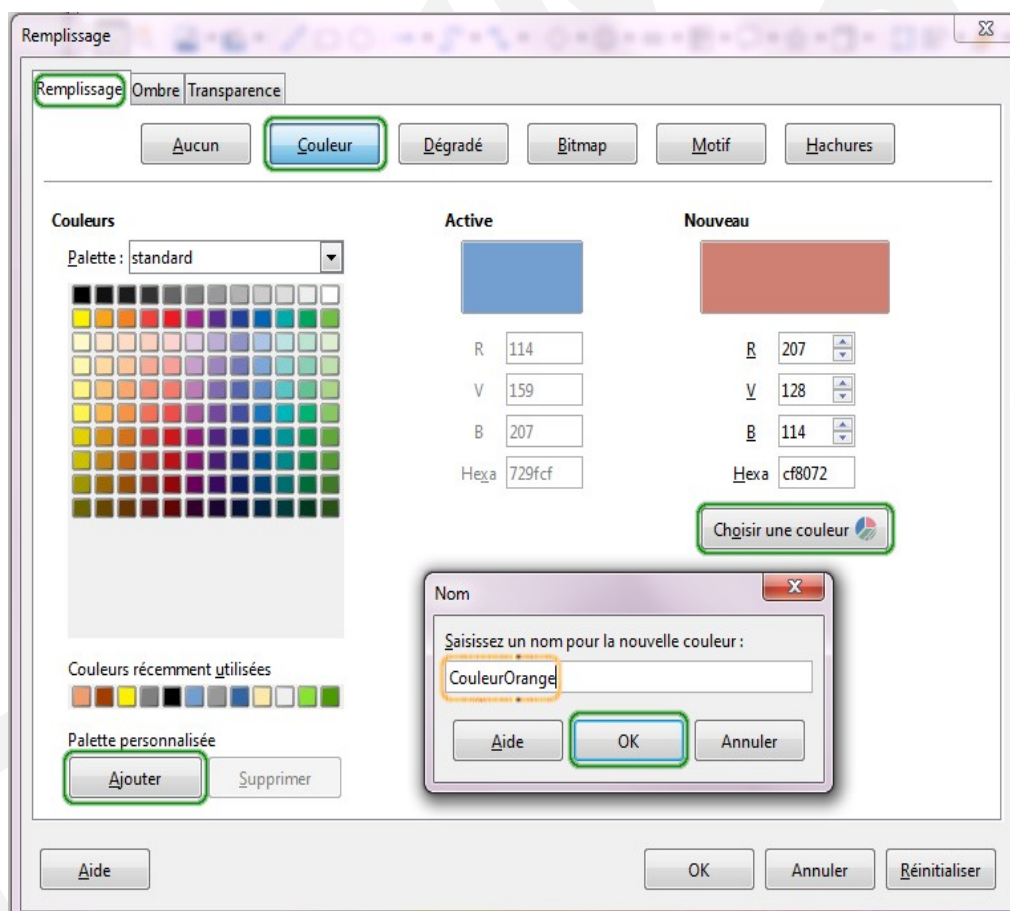 Remplissage
Remplissage Ombre Transparence
Aucun Couleur Dégradé Bitmap Motif Hachures
Couleurs Active Nouveau
Palette : standard
R 114 R 207
V 159 V 128
B 207 B 114
Hexa 729fcf Hexa cf8072
Choisir une couleur
Nom
Saisissez un nom pour la nouvelle couleur :
CouleurOrange
Aide OK Annuler
Couleurs récemment utilisées
Palette personnalisée
Ajouter Supprimer
Aide OK Annuler Réinitialiser